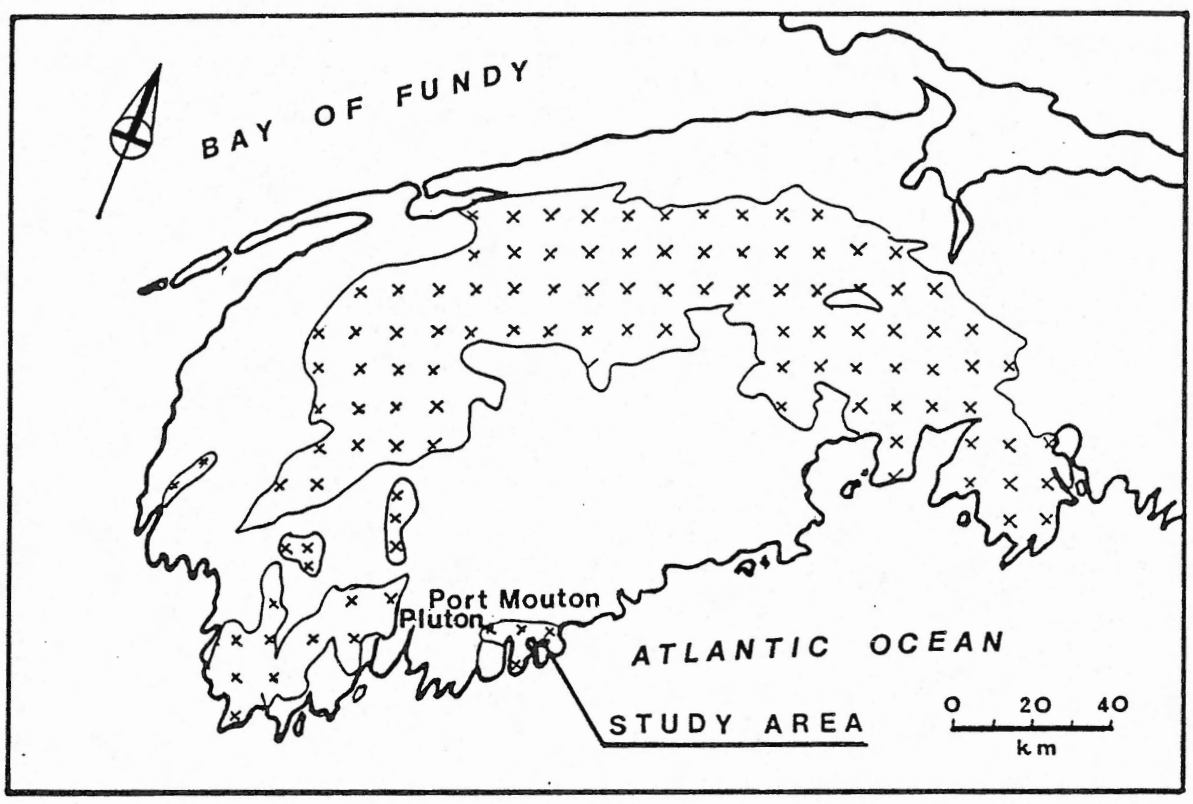 BAY OF FUNDY
Port Mouton
Pluton
ATLANTIC OCEAN
STUDY AREA
0 20 40
km